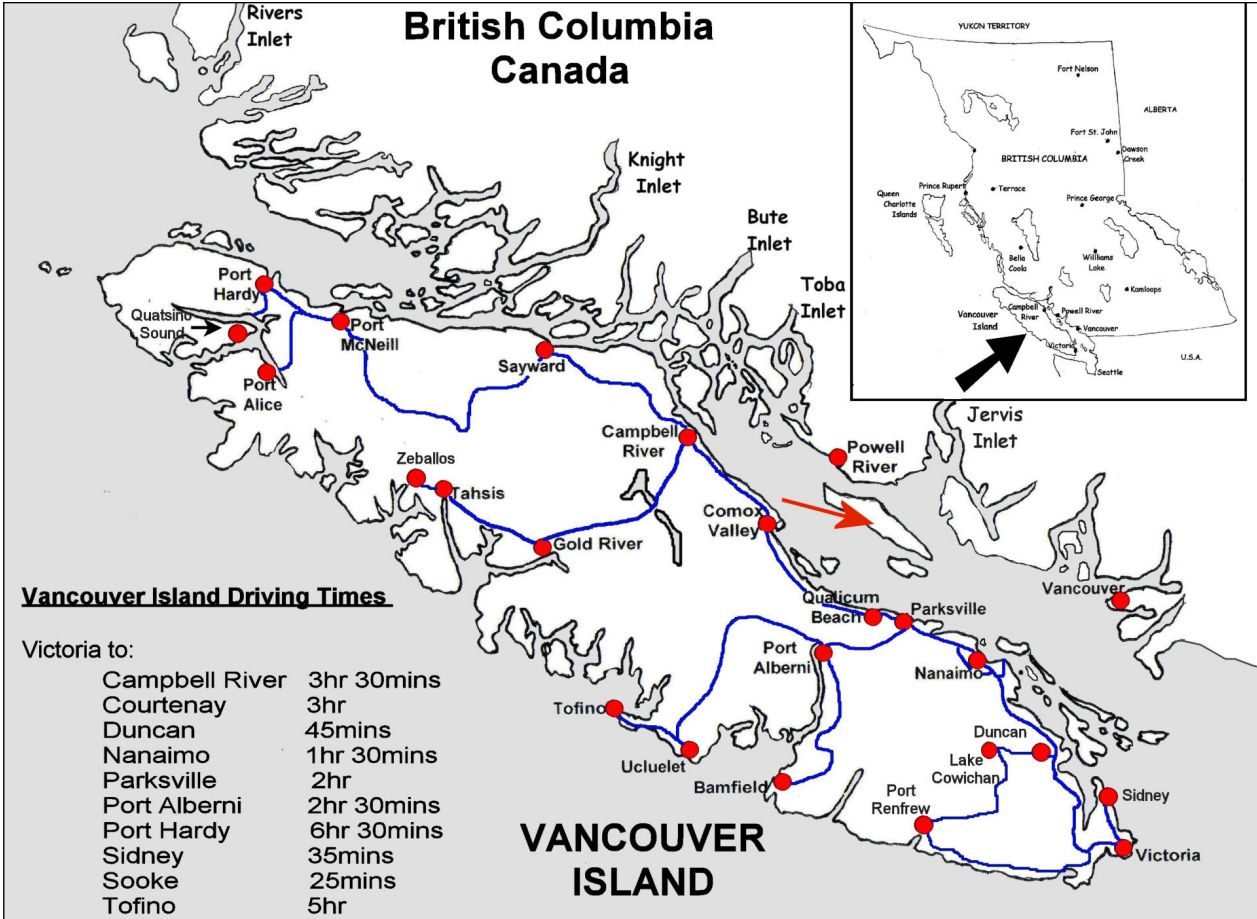 British Columbia
Canada
Rivers
Inlet
Knight
Inlet
Bute
Inlet
Toba
Inlet
Jervis
Inlet
YUKON TERRITORY
Fort Nelson
ALBERTA
Fort St. John
BRITISH COLUMBIA
Dawson
Creek
Prince Rupert
Terrace
Queen
Charlotte
Islands
Prince George
Bella
Coola
Williams
Lake
Kamloops
Vancouver
Island
Campbell
River
Powell River
Vancouver
Victoria
U.S.A.
Seattle
Port
Hardy
Quatsino
Sound
Port
McNeill
Port
Alice
Sayward
Campbell
River
Powell
River
Zeballos
Tahsis
Gold River
Comox
Valley
Qualicum
Beach
Parksville
Vancouver
Port
Alberni
Nanaimo
Tofino
Ucluelet
Bamfield
Duncan
Lake
Cowichan
Port
Renfrew
Sidney
Victoria
VANCOUVER
ISLAND
Vancouver Island Driving Times
Victoria to:
Campbell River 3hr 30mins
Courtenay 3hr
Duncan 45mins
Nanaimo 1hr 30mins
Parksville 2hr
Port Alberni 2hr 30mins
Port Hardy 6hr 30mins
Sidney 35mins
Sooke 25mins
Tofino 5hr